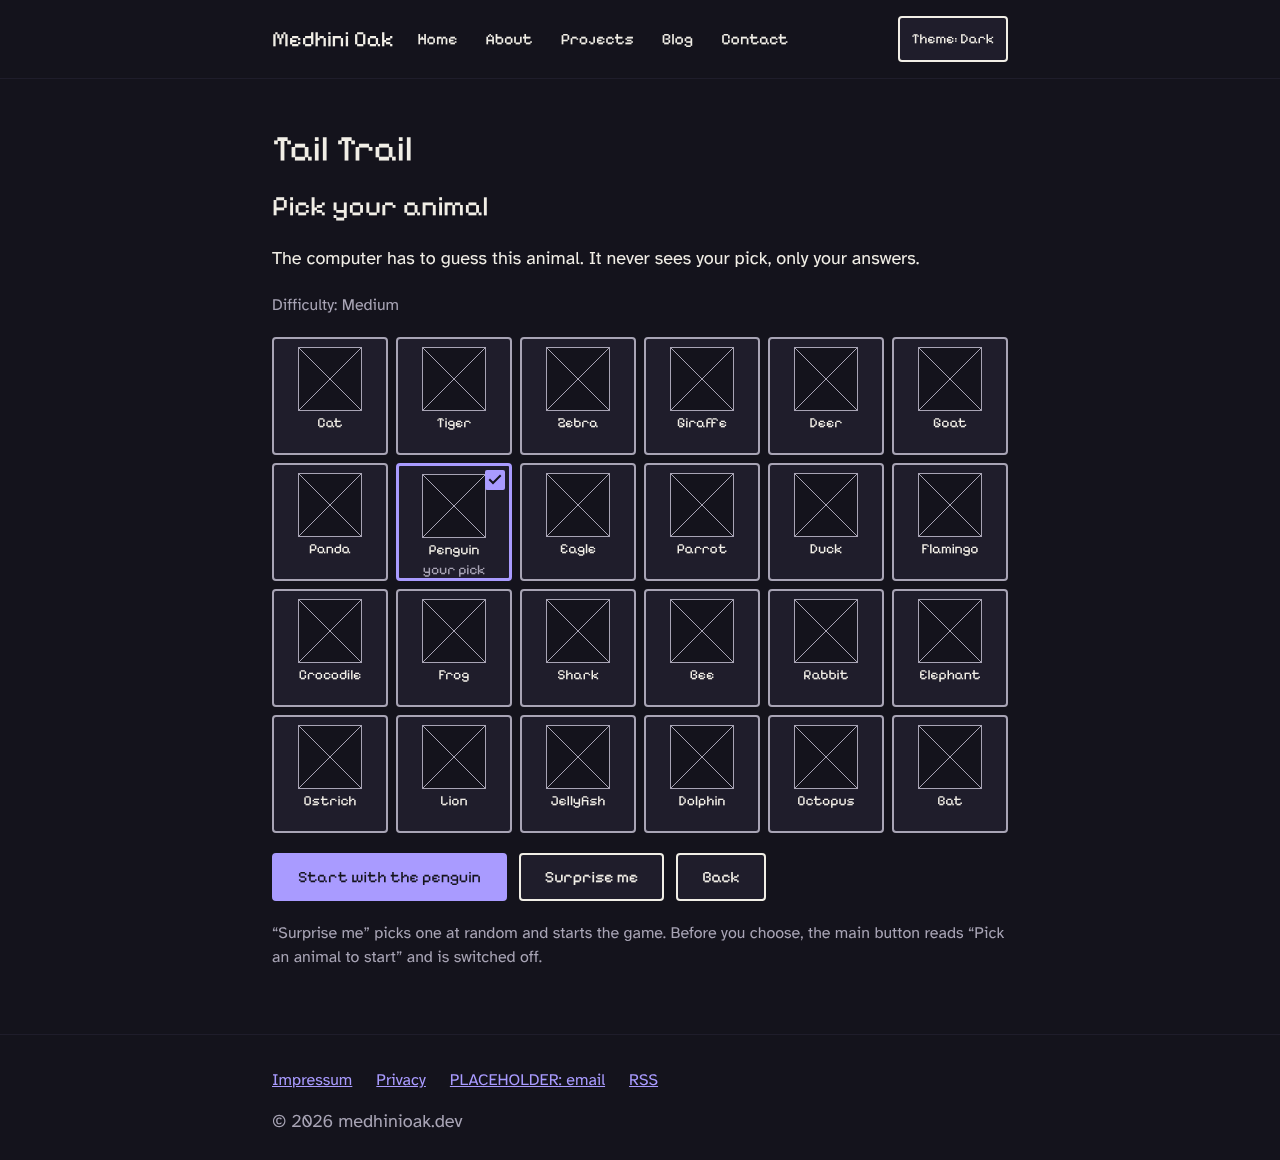 Medhini Oak Home About Projects Blog Contact Theme: Dark
Tail Trail
Pick your animal
The computer has to guess this animal. It never sees your pick, only your answers.
Difficulty: Medium
Cat Tiger Zebra Giraffe Deer Goat
Panda Penguin Eagle Parrot Duck Flamingo
your pick
Crocodile Frog Shark Bee Rabbit Elephant
Ostrich Lion Jellyfish Dolphin Octopus Bat
Start with the penguin Surprise me Back
“Surprise me” picks one at random and starts the game. Before you choose, the main button reads “Pick
an animal to start” and is switched off.
Impressum Privacy PLACEHOLDER: email RSS
© 2026 medhinioak.dev